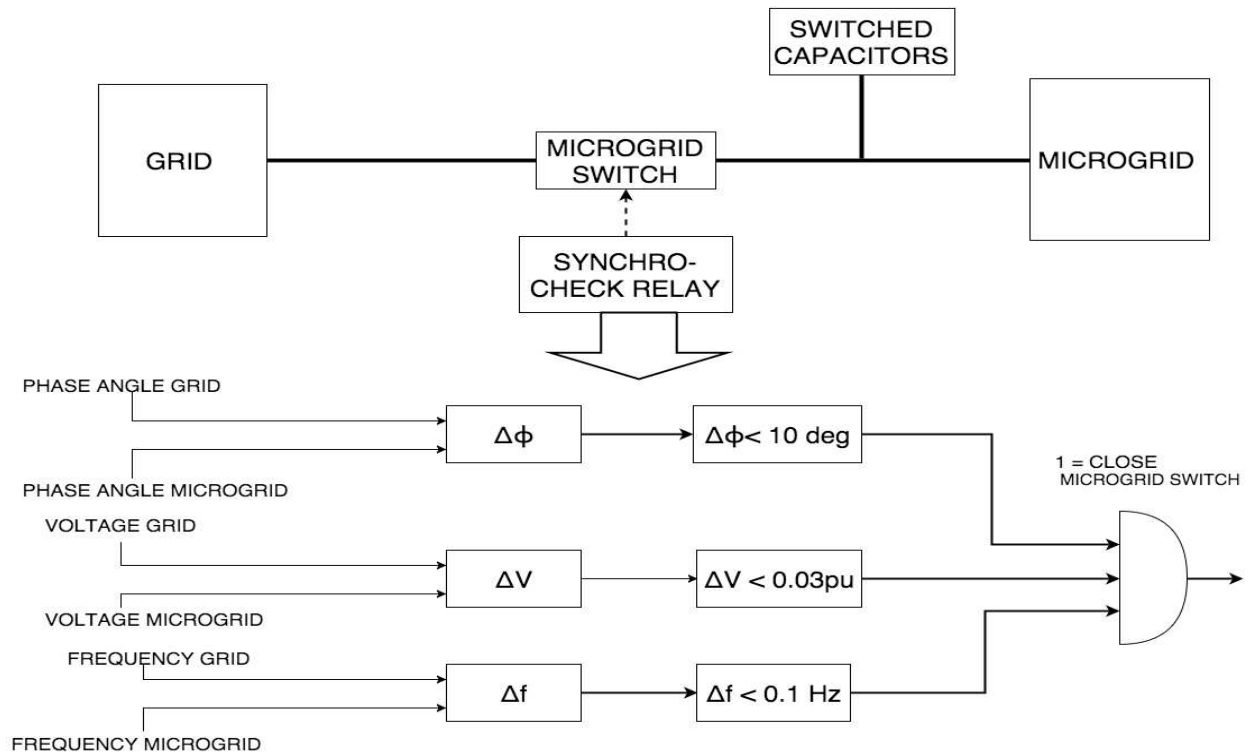 SWITCHED
CAPACITORS
GRID
MICROGRID
SWITCH
MICROGRID
SYNCHRO-
CHECK RELAY
PHASE ANGLE GRID
Δϕ
Δϕ< 10 deg
PHASE ANGLE MICROGRID
1 = CLOSE
MICROGRID SWITCH
VOLTAGE GRID
ΔV
ΔV < 0.03pu
VOLTAGE MICROGRID
FREQUENCY GRID
Δf
Δf < 0.1 Hz
FREQUENCY MICROGRID